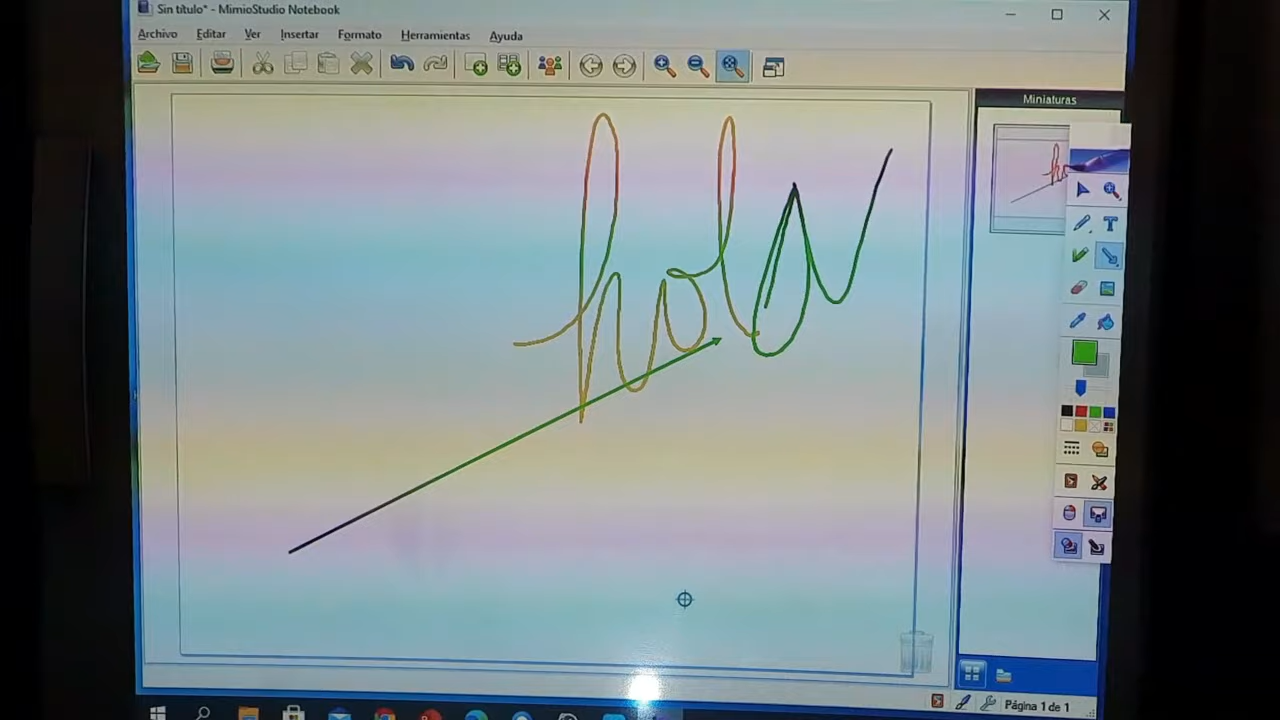 Sin título* - MimioStudio Notebook
Archivo Editar Ver Insertar Formato Herramientas Ayuda
Miniaturas
hola
Página 1 de 1